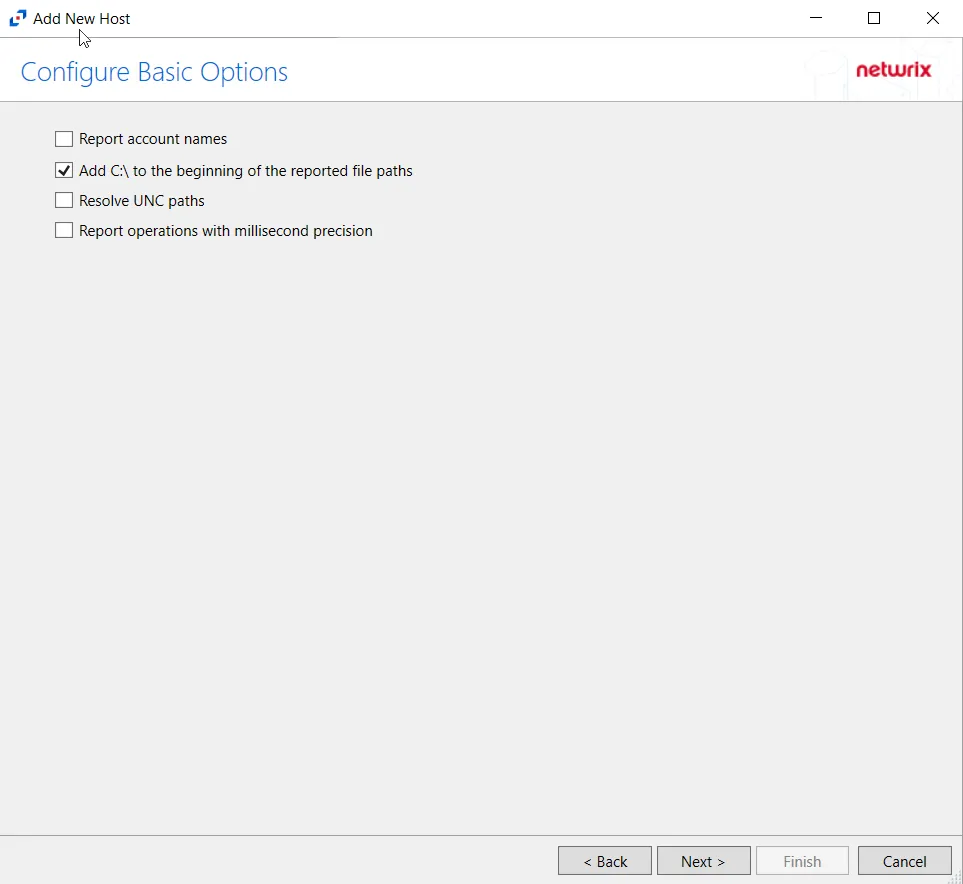 Add New Host
Configure Basic Options
netwrix
Report account names
Add C:\ to the beginning of the reported file paths
Resolve UNC paths
Report operations with millisecond precision
< Back
Next >
Finish
Cancel